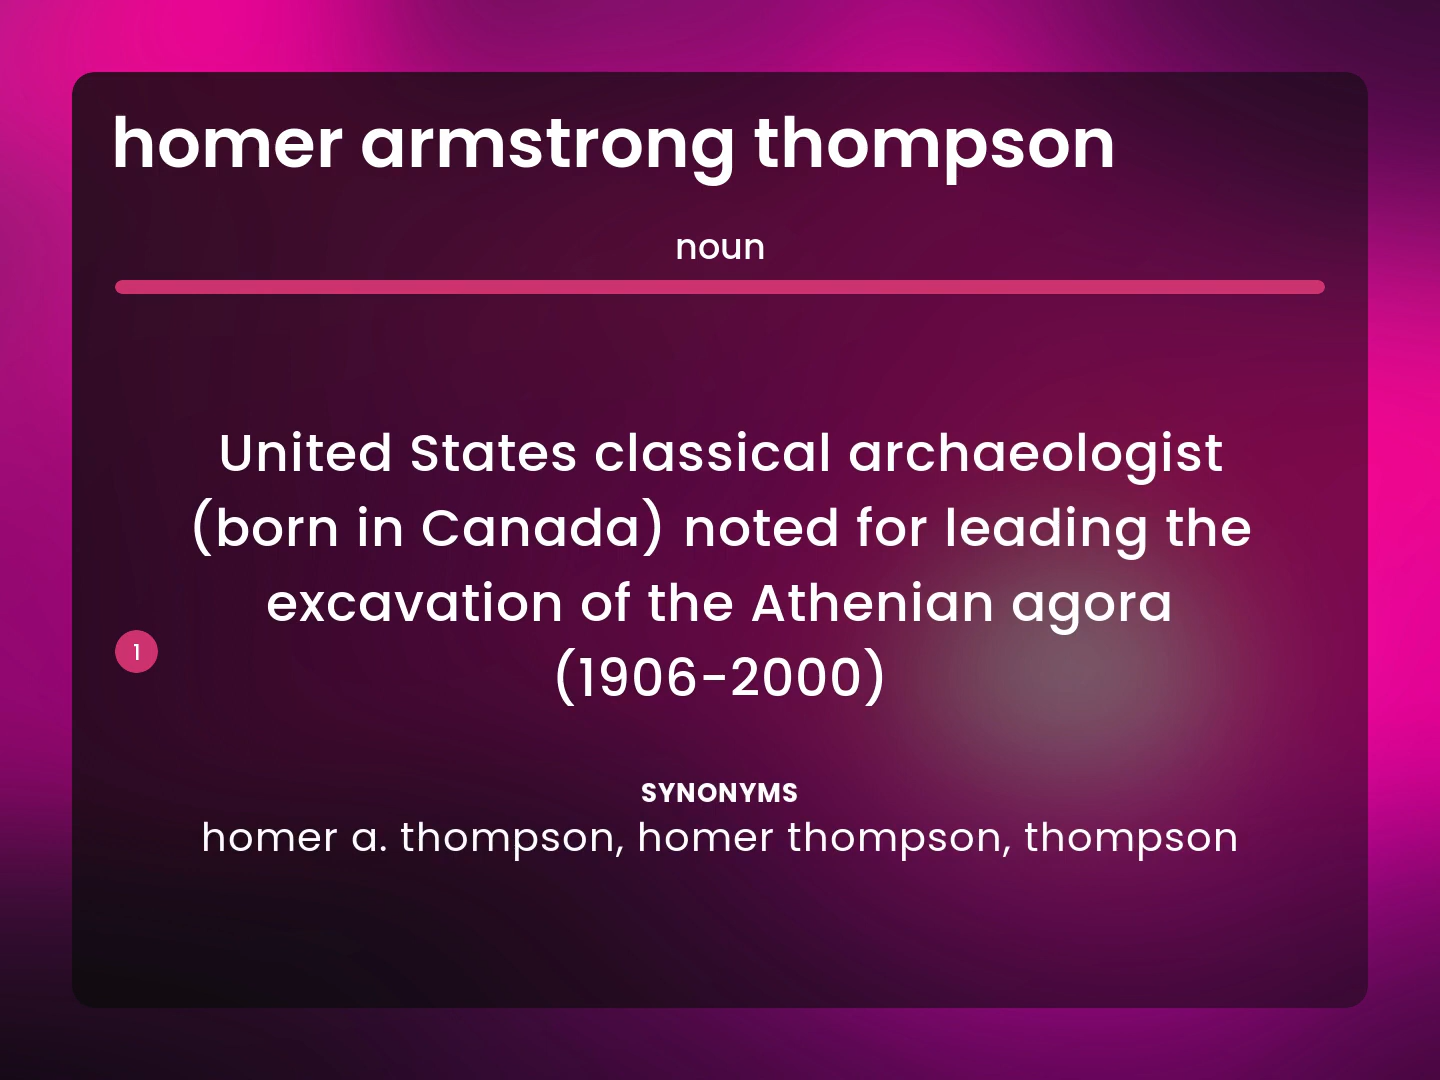 homer armstrong thompson
noun
United States classical archaeologist
(born in Canada) noted for leading the
excavation of the Athenian agora
1
(1906-2000)
SYNONYMS
homer a. thompson, homer thompson, thompson